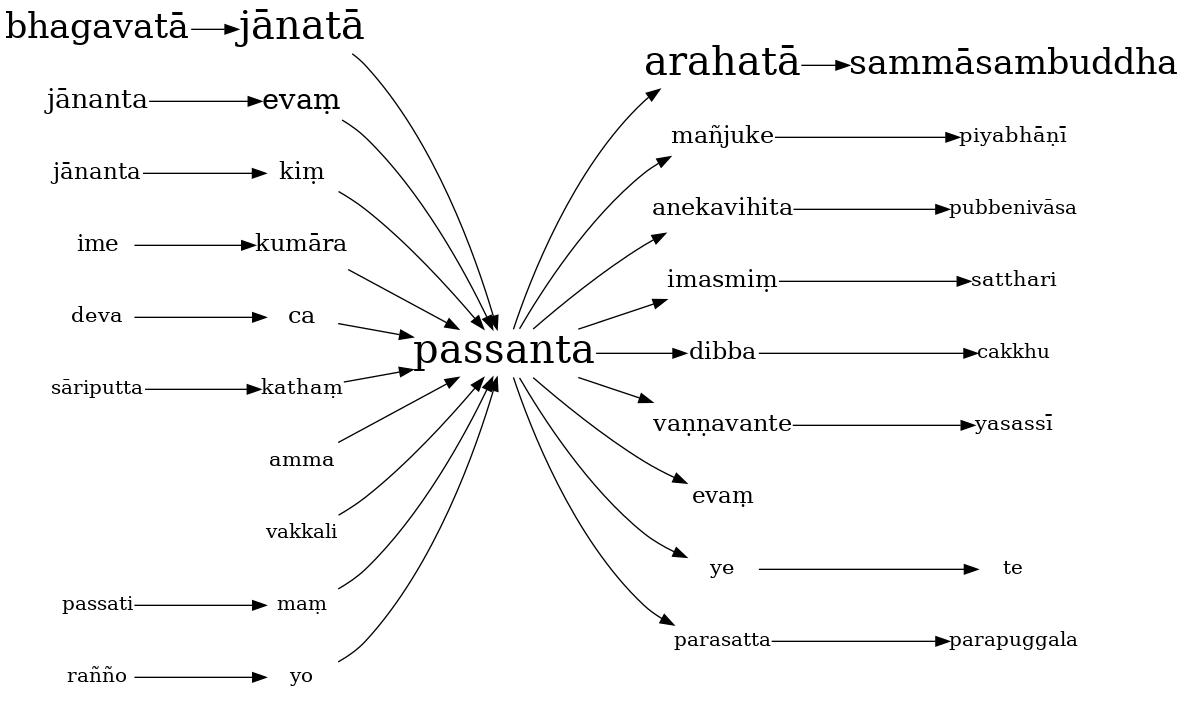 bhagavatā jānatā
arahatā sammāsambuddha
jānanta evaṃ
mañjuke piyabhāṇī
jānanta kiṃ
anekavihita pubbenivāsa
ime kumāra
imasmiṃ satthari
deva ca
passanta
dibba cakkhu
sāriputta kathaṃ
vaṇṇavante yasassī
amma
evaṃ
vakkali
ye te
passati maṃ
parasatta parapuggala
rañño yo